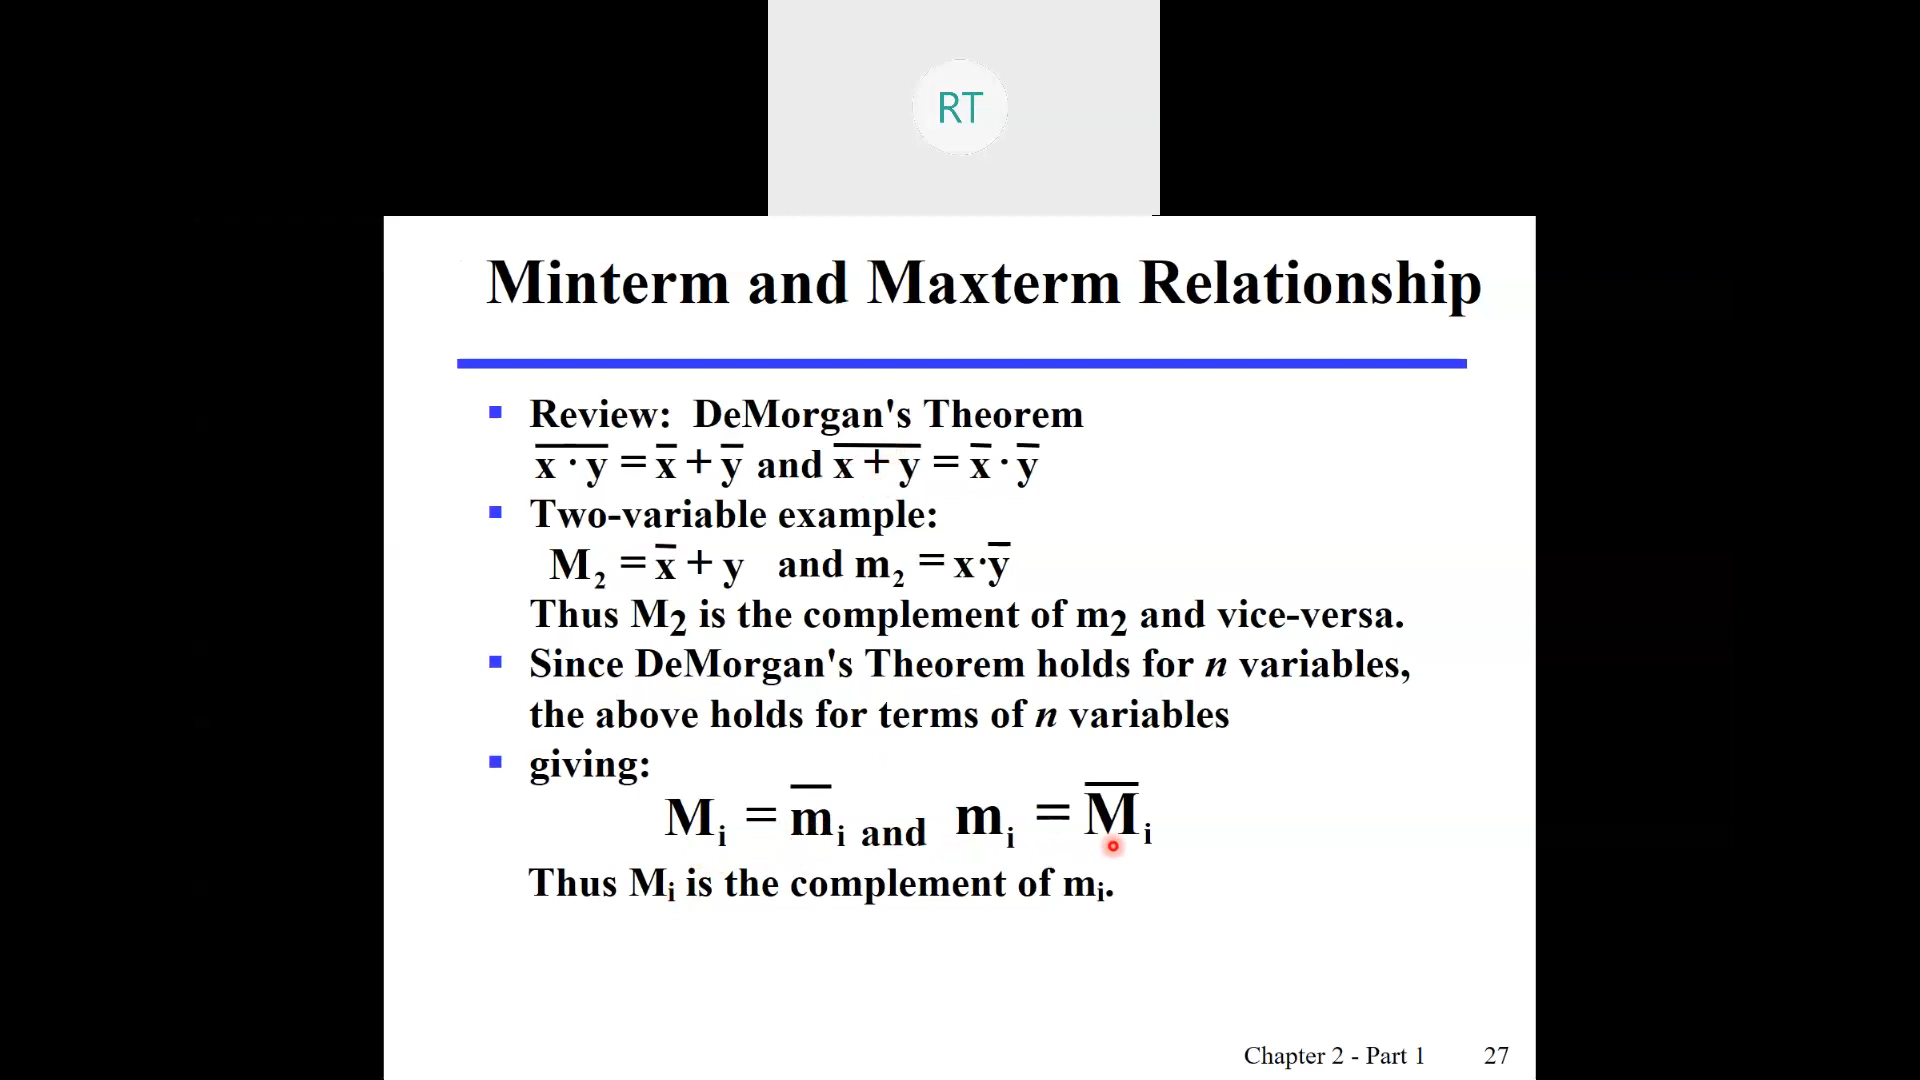 RT
Minterm and Maxterm Relationship
▪ Review: DeMorgan's Theorem
x̅ ̅·̅ ̅y̅ = x̅ + y̅ and x̅ ̅+̅ ̅y̅ = x̅ · y̅
▪ Two-variable example:
M₂ = x̅ + y and m₂ = x·y̅
Thus M₂ is the complement of m₂ and vice-versa.
▪ Since DeMorgan's Theorem holds for n variables,
the above holds for terms of n variables
▪ giving:
Mᵢ = m̅ᵢ and mᵢ = M̅ᵢ
Thus Mᵢ is the complement of mᵢ.
Chapter 2 - Part 1 27